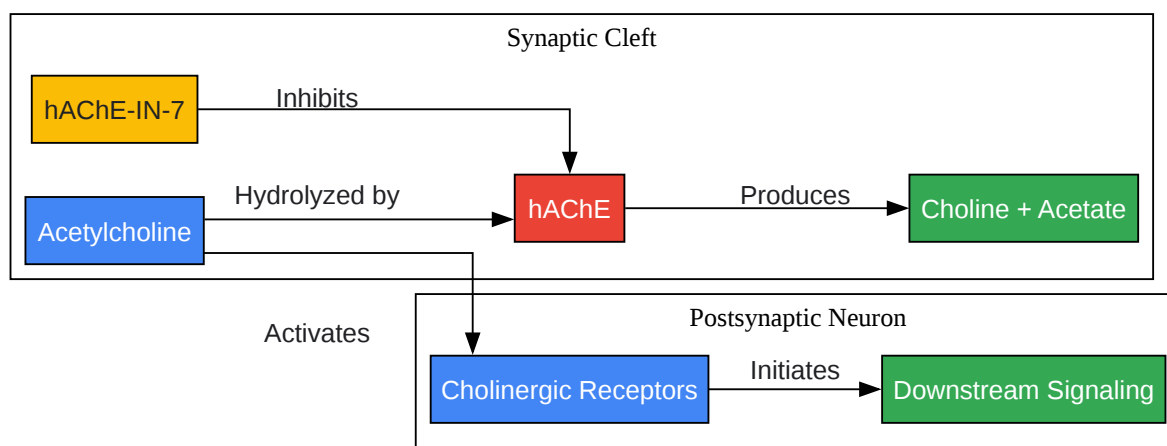 Synaptic Cleft
hAChE-IN-7
Inhibits
Hydrolyzed by
Acetylcholine
hAChE
Produces
Choline + Acetate
Activates
Postsynaptic Neuron
Cholinergic Receptors
Initiates
Downstream Signaling